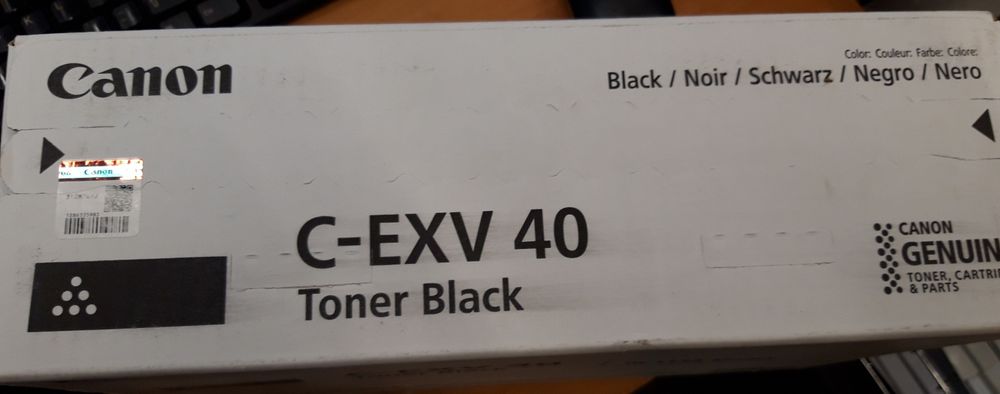 Canon
Color: Couleur: Farbe: Colore:
Black / Noir / Schwarz / Negro / Nero
Canon
C-EXV 40
Toner Black
CANON
GENUIN
TONER, CARTRI
& PARTS